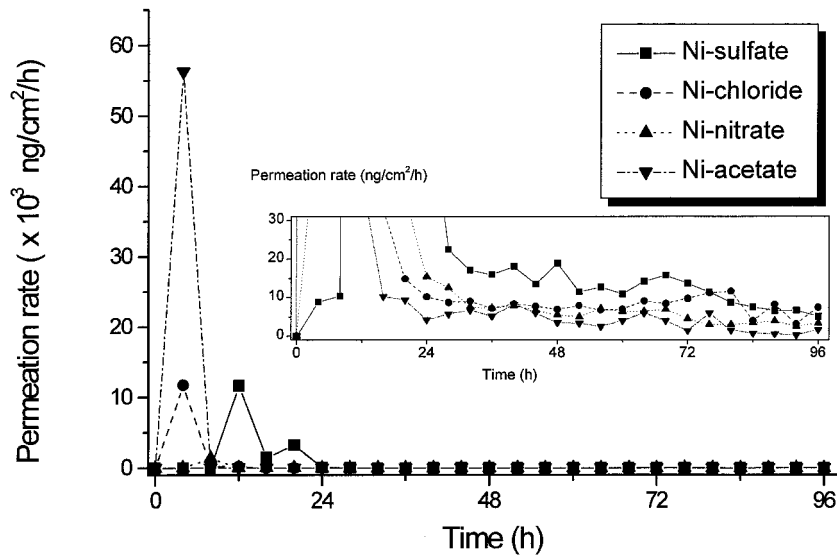 Permeation rate ( x 10³ ng/cm²/h)
60
50
40
30
20
10
0
0 24 48 72 96
Time (h)
Ni-sulfate
Ni-chloride
Ni-nitrate
Ni-acetate
Permeation rate (ng/cm²/h)
30
20
10
0
0 24 48 72 96
Time (h)